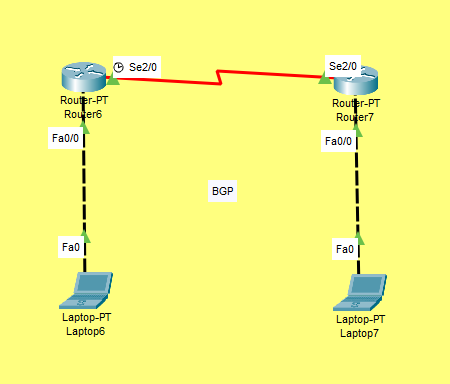 Se2/0
Se2/0
Router-PT
Router6
Router-PT
Router7
Fa0/0
Fa0/0
BGP
Fa0
Fa0
Laptop-PT
Laptop6
Laptop-PT
Laptop7